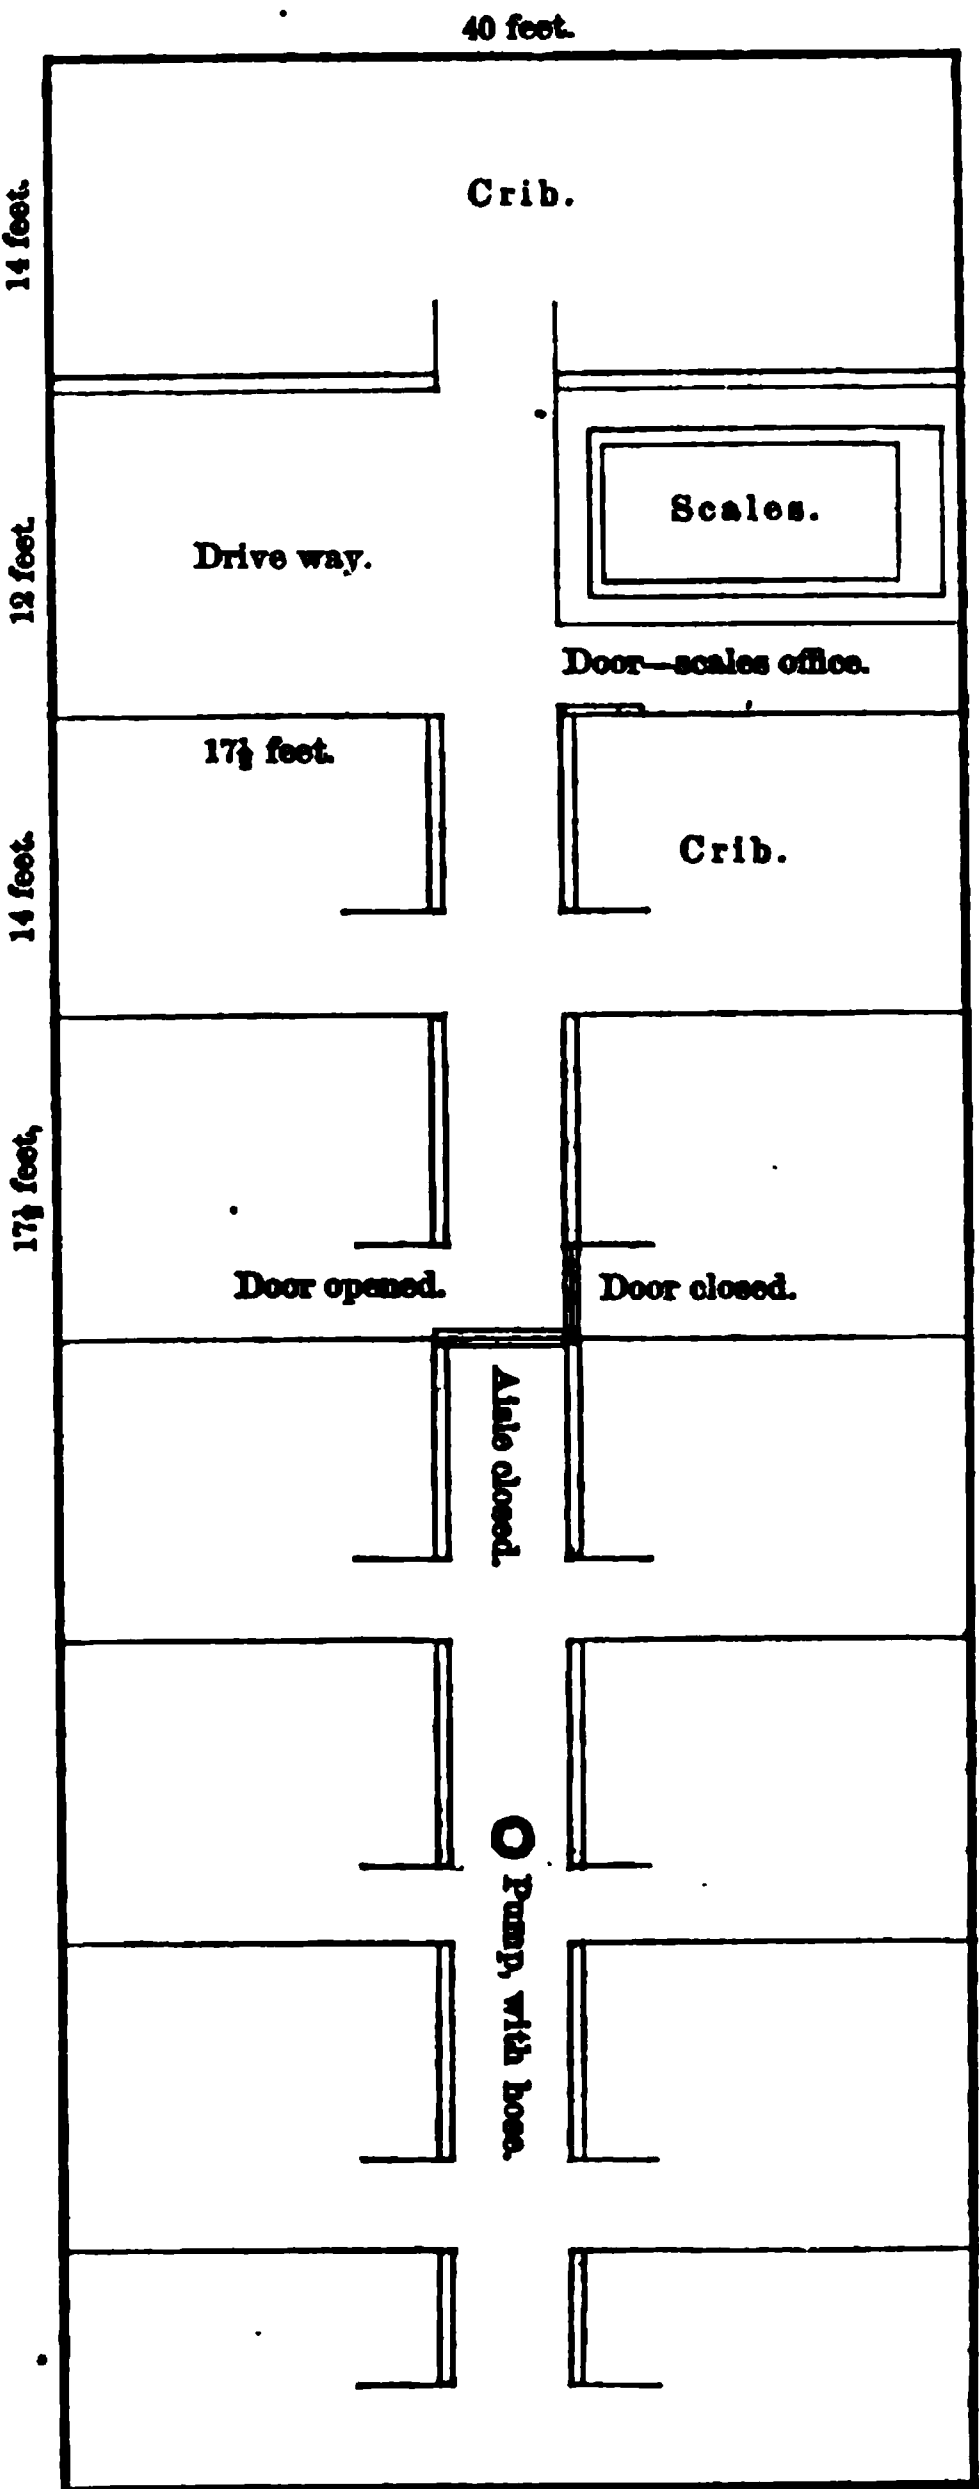 40 feet.
14 feet.
Crib.
Scales.
12 feet.
Drive way.
Door—scales office.
17½ feet.
14 feet.
Crib.
17½ feet,
Door opened.
Door closed.
Aisle closed.
Pump, with hose.